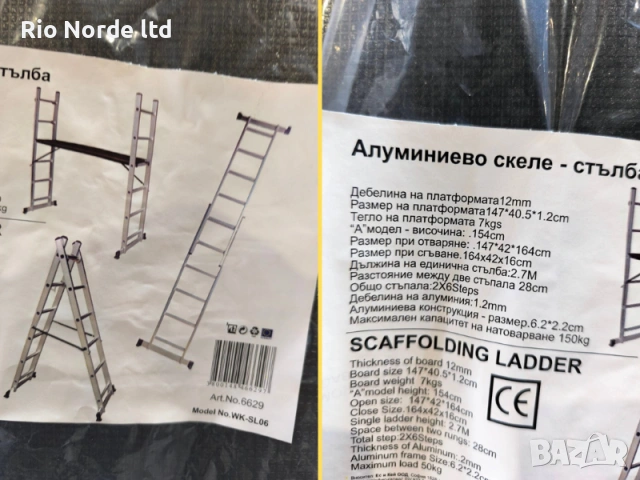 Rio Norde ltd
стълба
kg
Art.No.6629
Model No.WK-SL06
Алуминиево скеле - стълба
Дебелина на платформата12mm
Размер на платформата147*40.5*1.2cm
Тегло на платформа 7kgs
"А"модел - височина: .154cm
Размер при отваряне: .147*42*164cm
Размер при сгъване.164x42x16cm
Дължина на единична стълба:2.7M
Разстояние между две стъпала 28cm
Общо стъпала:2X6Steps
Дебелина на алуминия:1.2mm
Алуминиева конструкция - размер.6.2*2.2cm
Максимален капацитет на натоварване 150kg
SCAFFOLDING LADDER
Thickness of board 12mm
Board size 147*40.5*1.2cm
Board weight 7kgs
"A"model height: 154cm
Open size: 147*42*164cm
Close Size:164x42x16cm
Single ladder height: 2.7M
Space between two rungs: 28cm
Total step:2X6Steps
Thickness of Aluminum: .2mm
Aluminum frame Size:6.2*2.2cm
Maximum load 50kg
CE
BAZAR